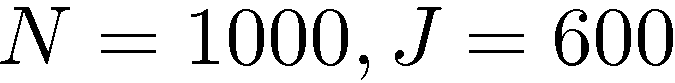 N = 1000, J = 600